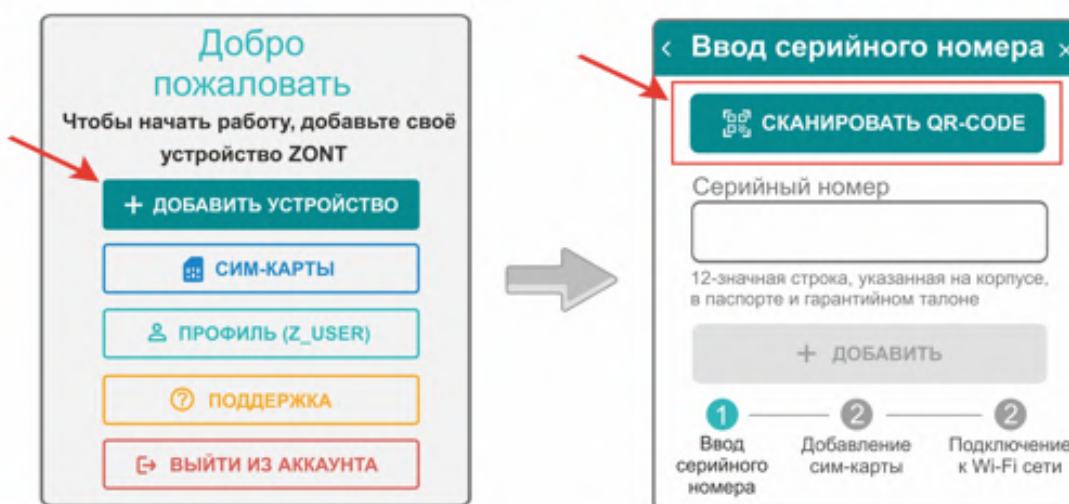 Добро
пожаловать
Чтобы начать работу, добавьте своё
устройство ZONT
+ ДОБАВИТЬ УСТРОЙСТВО
СИМ-КАРТЫ
ПРОФИЛЬ (Z_USER)
ПОДДЕРЖКА
ВЫЙТИ ИЗ АККАУНТА
Ввод серийного номера
СКАНИРОВАТЬ QR-CODE
Серийный номер
12-значная строка, указанная на корпусе,
в паспорте и гарантийном талоне
+ ДОБАВИТЬ
1
Ввод
серийного
номера
2
Добавление
сим-карты
2
Подключение
к Wi-Fi сети